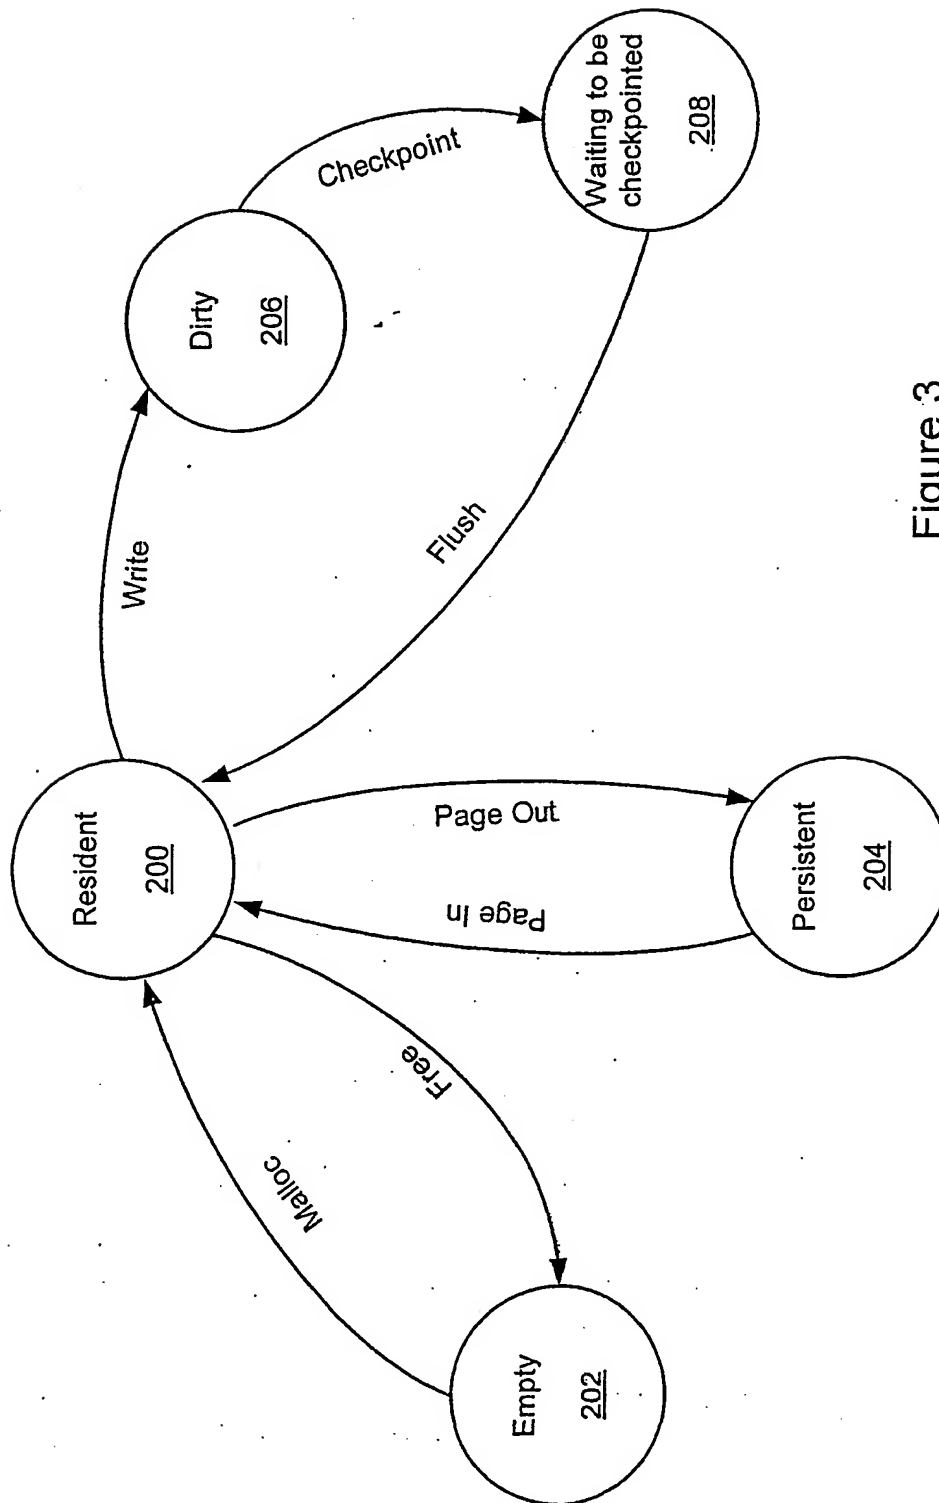 Resident
200
Write
Dirty
206
Checkpoint
Waiting to be
checkpointed
208
Flush
Page Out
Page In
Persistent
204
Free
Malloc
Empty
202
Figure 3